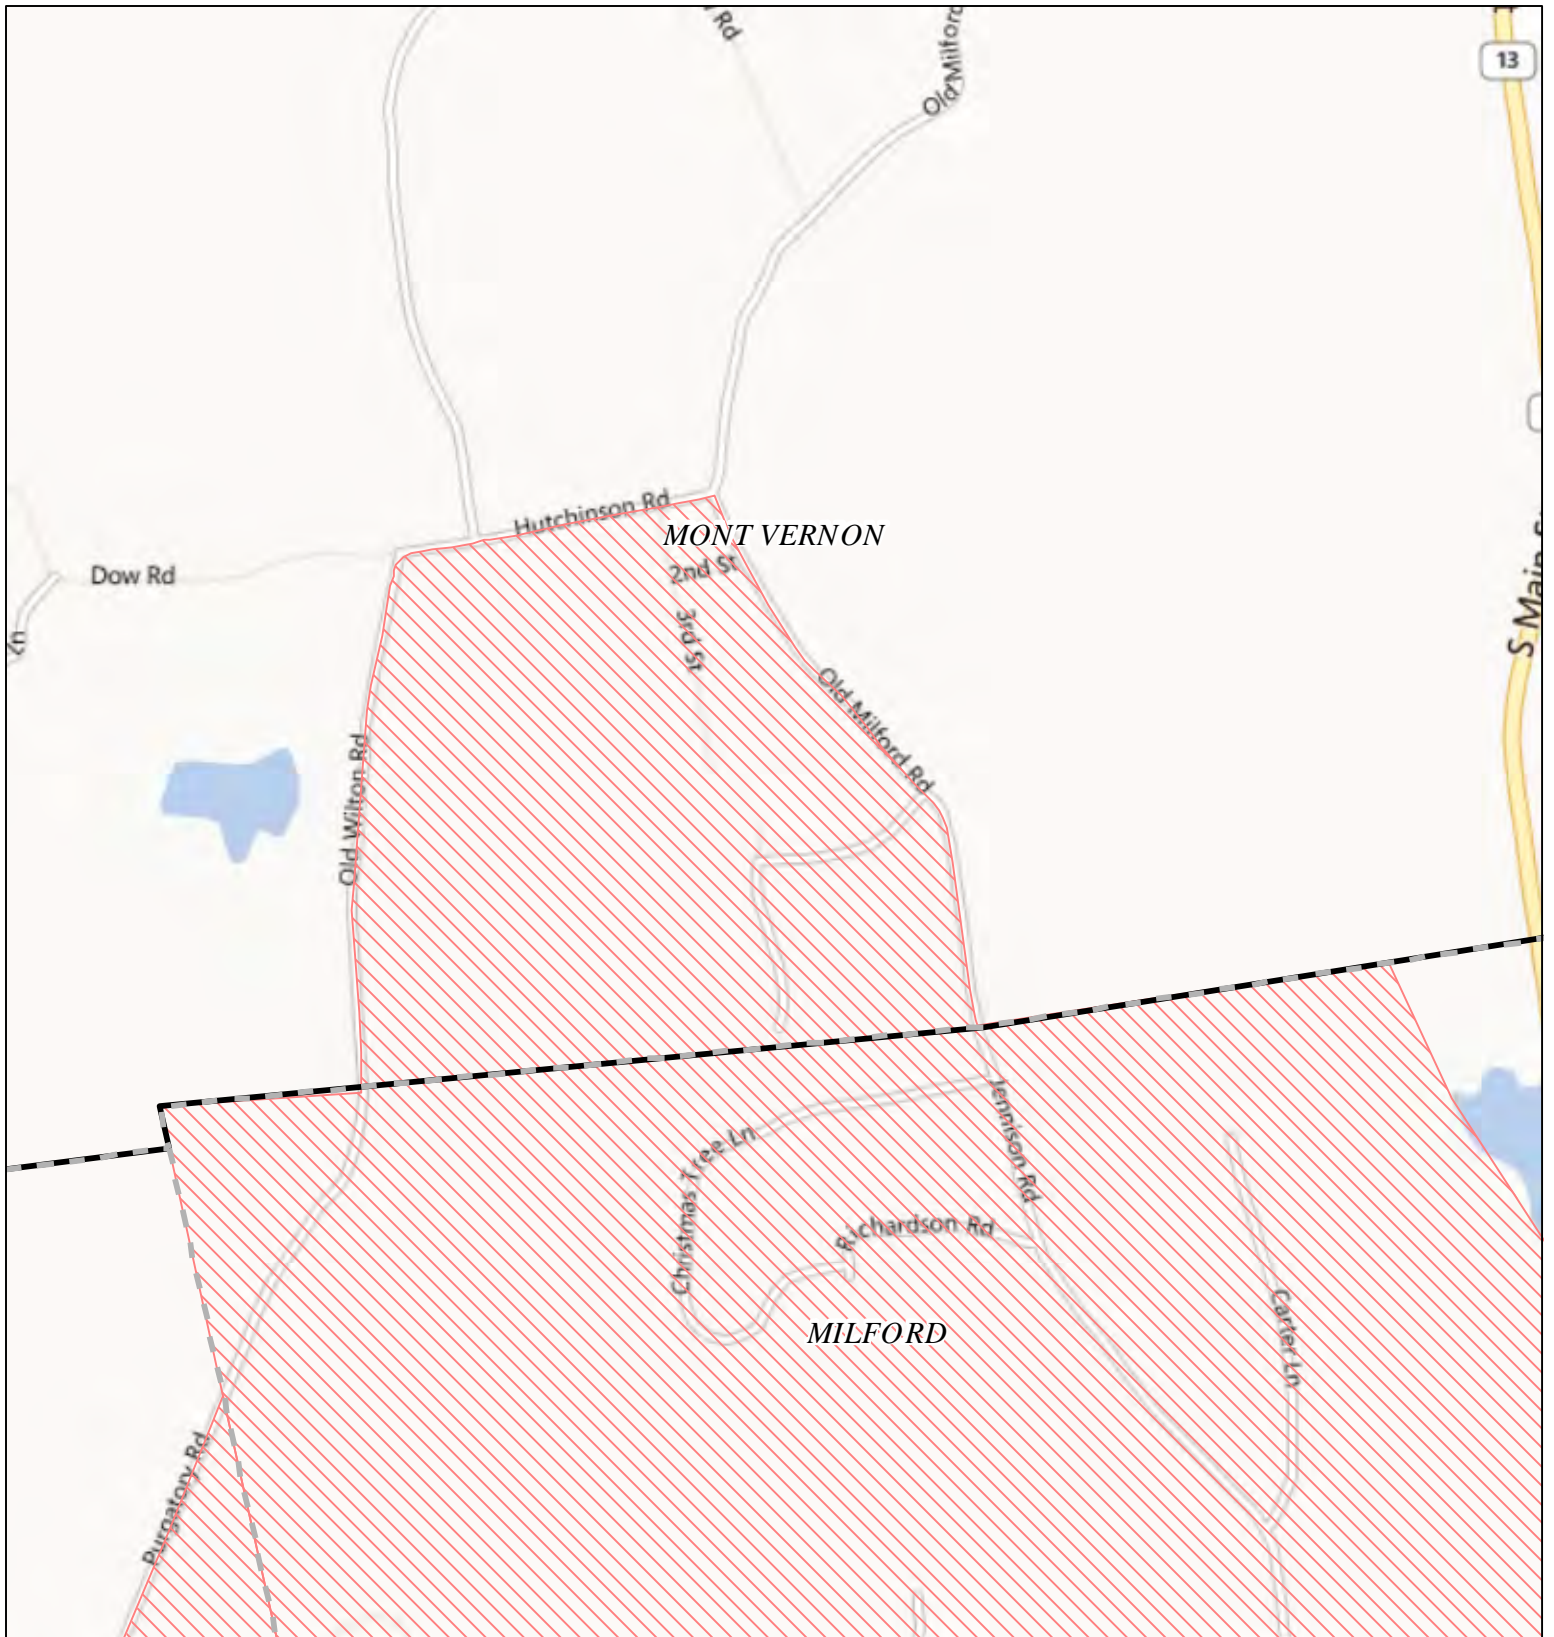 Rd
Old Milford
13
Hutchinson Rd
MONT VERNON
2nd St
Dow Rd
3rd St
Ln
S Main S
Old Milford Rd
Old Wilton Rd
Jennison Rd
Christmas Tree Ln
Richardson Rd
Carter Ln
MILFORD
Purgatory Rd